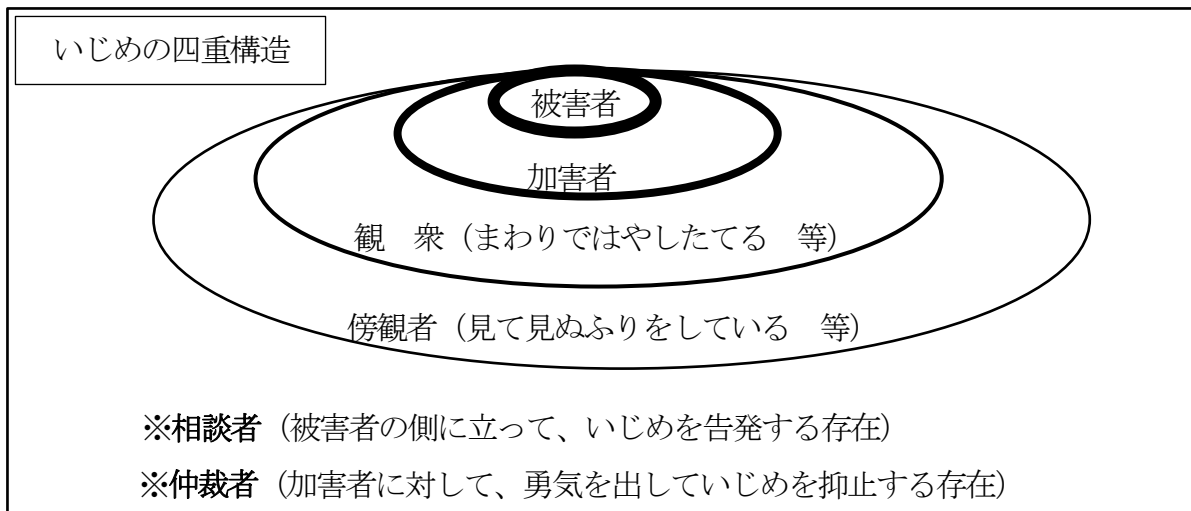 いじめの四重構造
被害者
加害者
観　衆（まわりではやしたてる　等）
傍観者（見て見ぬふりをしている　等）
※相談者（被害者の側に立って、いじめを告発する存在）
※仲裁者（加害者に対して、勇気を出していじめを抑止する存在）